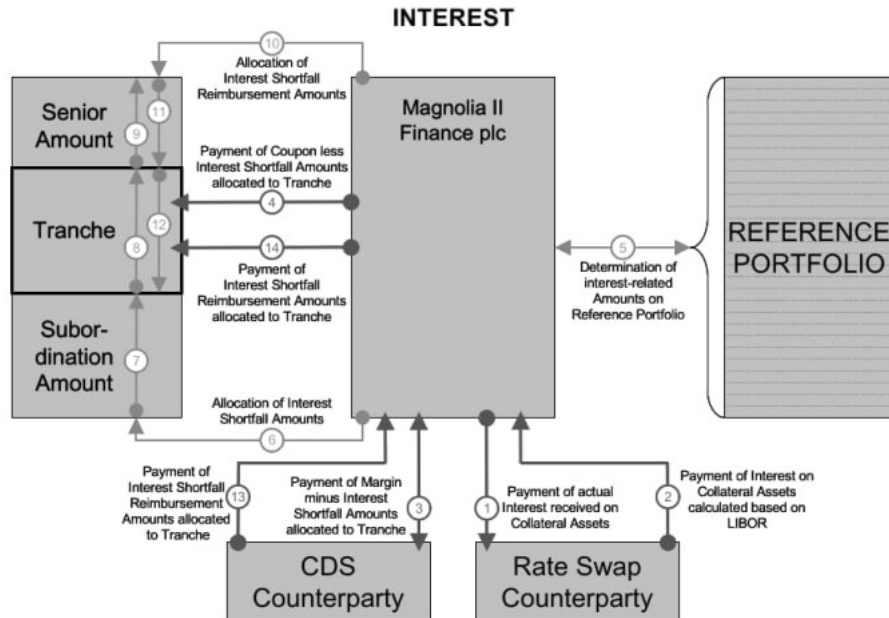 INTEREST
10
Allocation of
Interest Shortfall
Reimbursement Amounts
Senior
Amount
9
11
Magnolia II
Finance plc
Payment of Coupon less
Interest Shortfall Amounts
allocated to Tranche
4
Tranche
8
12
14
Payment of
Interest Shortfall
Reimbursement Amounts
allocated to Tranche
5
Determination of
interest-related
Amounts on
Reference Portfolio
REFERENCE
PORTFOLIO
Subor-
dination
Amount
7
Allocation of Interest
Shortfall Amounts
6
Payment of
Interest Shortfall
Reimbursement
Amounts allocated
to Tranche
13
Payment of Margin
minus Interest
Shortfall Amounts
allocated to Tranche
3
1
Payment of actual
Interest received on
Collateral Assets
2
Payment of Interest on
Collateral Assets
calculated based on
LIBOR
CDS
Counterparty
Rate Swap
Counterparty